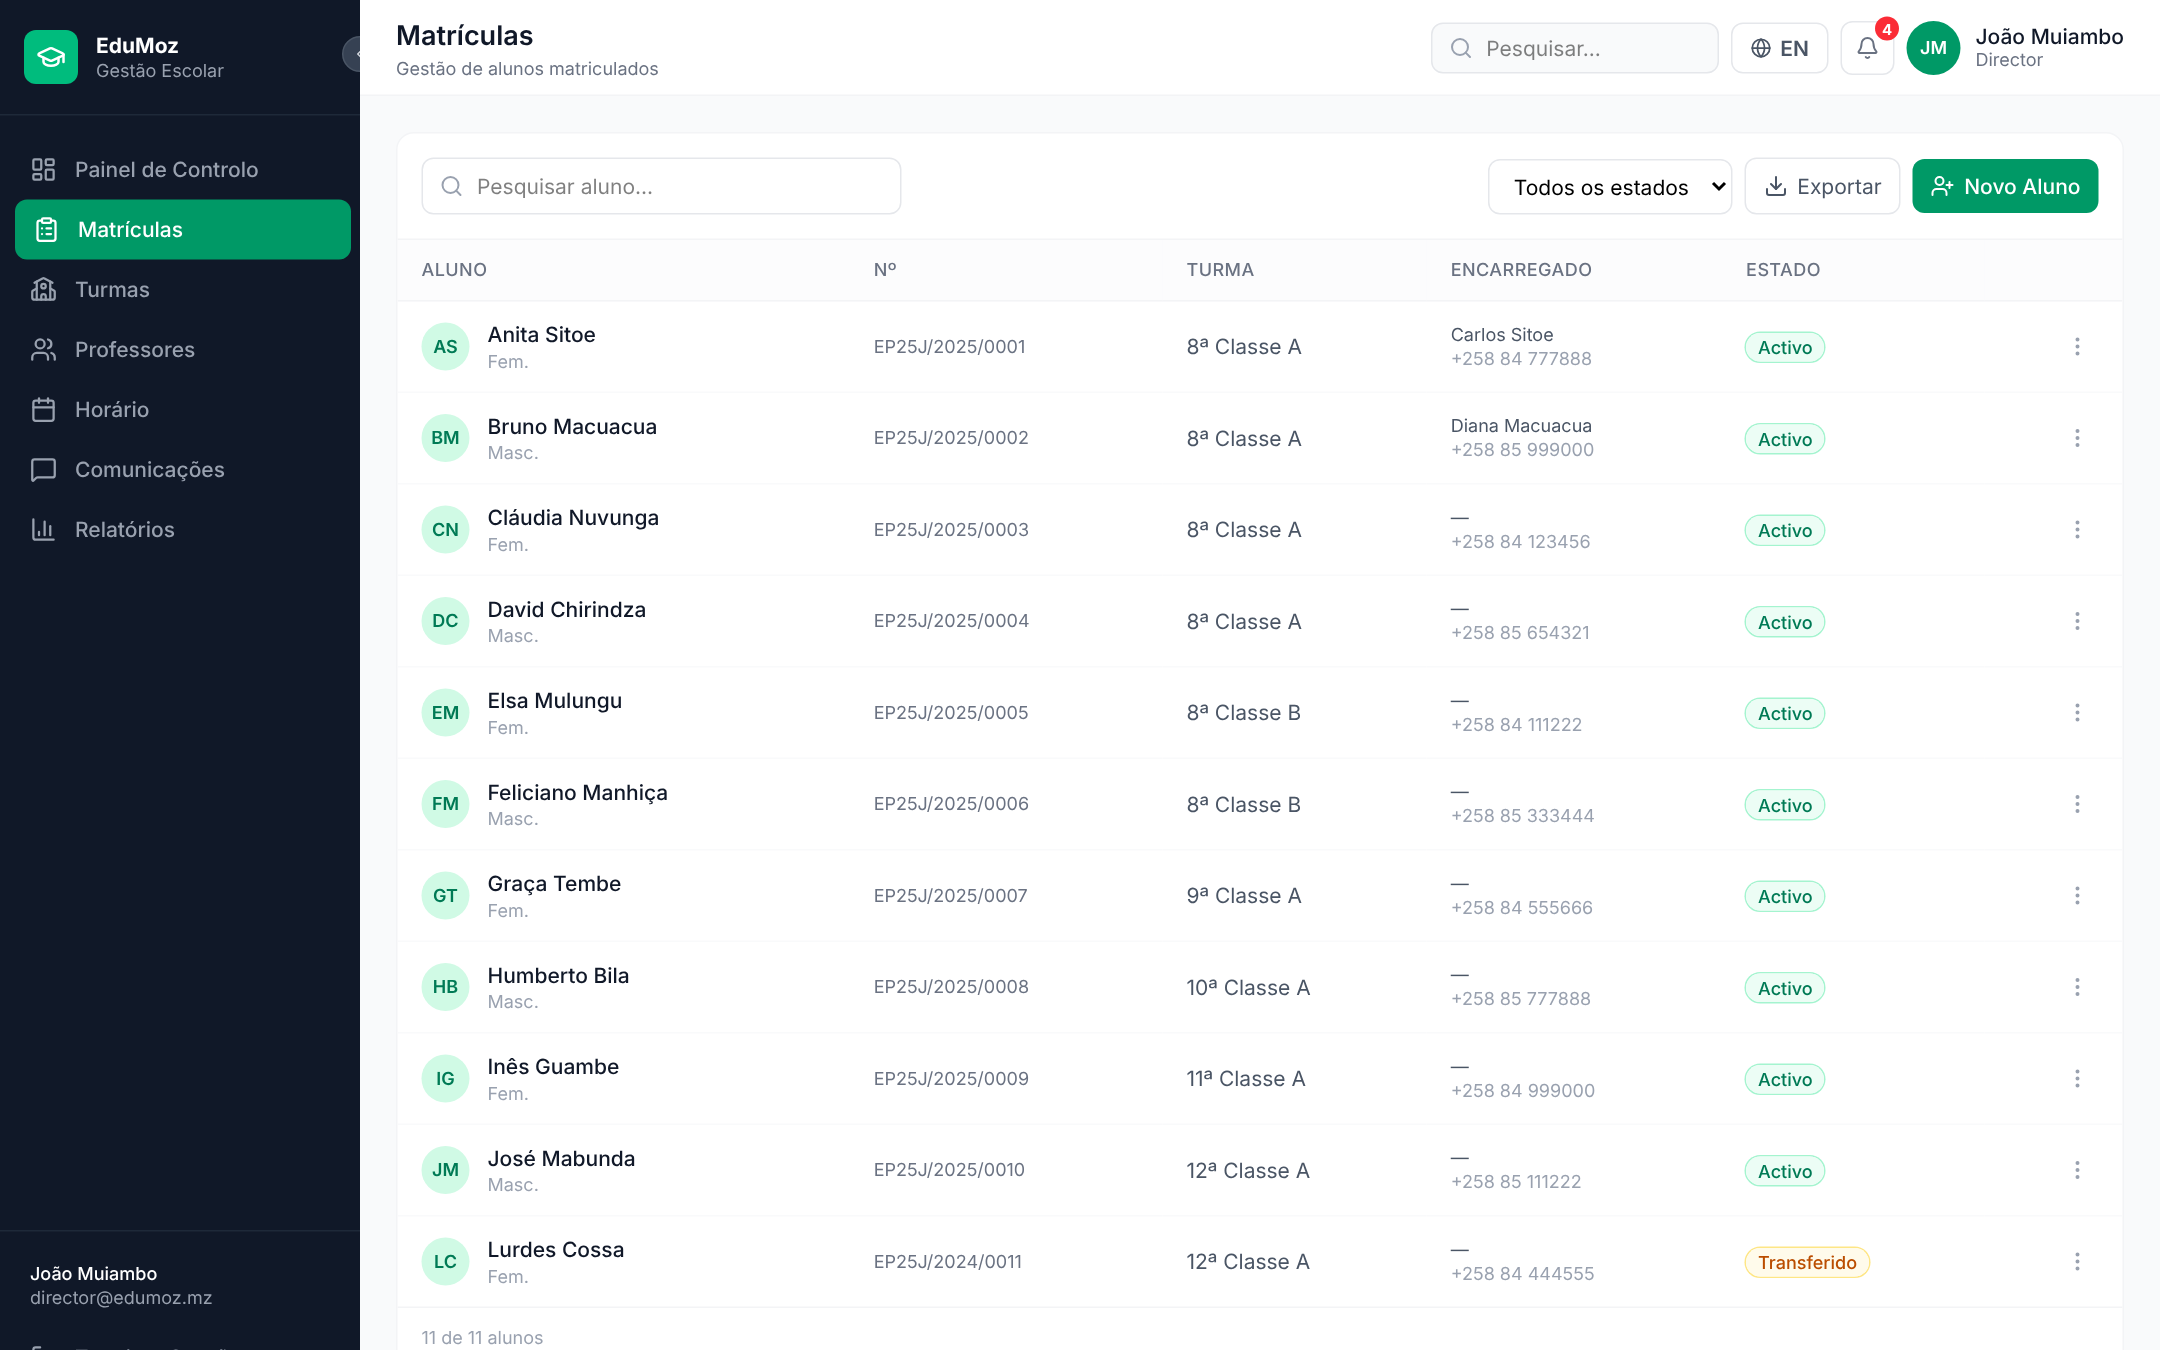 EduMoz
Gestão Escolar
Painel de Controlo
Matrículas
Turmas
Professores
Horário
Comunicações
Relatórios
João Muiambo
director@edumoz.mz
Matrículas
Gestão de alunos matriculados
Pesquisar...
EN
4
JM
João Muiambo
Director
Pesquisar aluno...
Todos os estados
Exportar
Novo Aluno
ALUNO Nº TURMA ENCARREGADO ESTADO
AS Anita Sitoe Fem. EP25J/2025/0001 8ª Classe A Carlos Sitoe +258 84 777888 Activo
BM Bruno Macuacua Masc. EP25J/2025/0002 8ª Classe A Diana Macuacua +258 85 999000 Activo
CN Cláudia Nuvunga Fem. EP25J/2025/0003 8ª Classe A — +258 84 123456 Activo
DC David Chirindza Masc. EP25J/2025/0004 8ª Classe A — +258 85 654321 Activo
EM Elsa Mulungu Fem. EP25J/2025/0005 8ª Classe B — +258 84 111222 Activo
FM Feliciano Manhiça Masc. EP25J/2025/0006 8ª Classe B — +258 85 333444 Activo
GT Graça Tembe Fem. EP25J/2025/0007 9ª Classe A — +258 84 555666 Activo
HB Humberto Bila Masc. EP25J/2025/0008 10ª Classe A — +258 85 777888 Activo
IG Inês Guambe Fem. EP25J/2025/0009 11ª Classe A — +258 84 999000 Activo
JM José Mabunda Masc. EP25J/2025/0010 12ª Classe A — +258 85 111222 Activo
LC Lurdes Cossa Fem. EP25J/2024/0011 12ª Classe A — +258 84 444555 Transferido
11 de 11 alunos